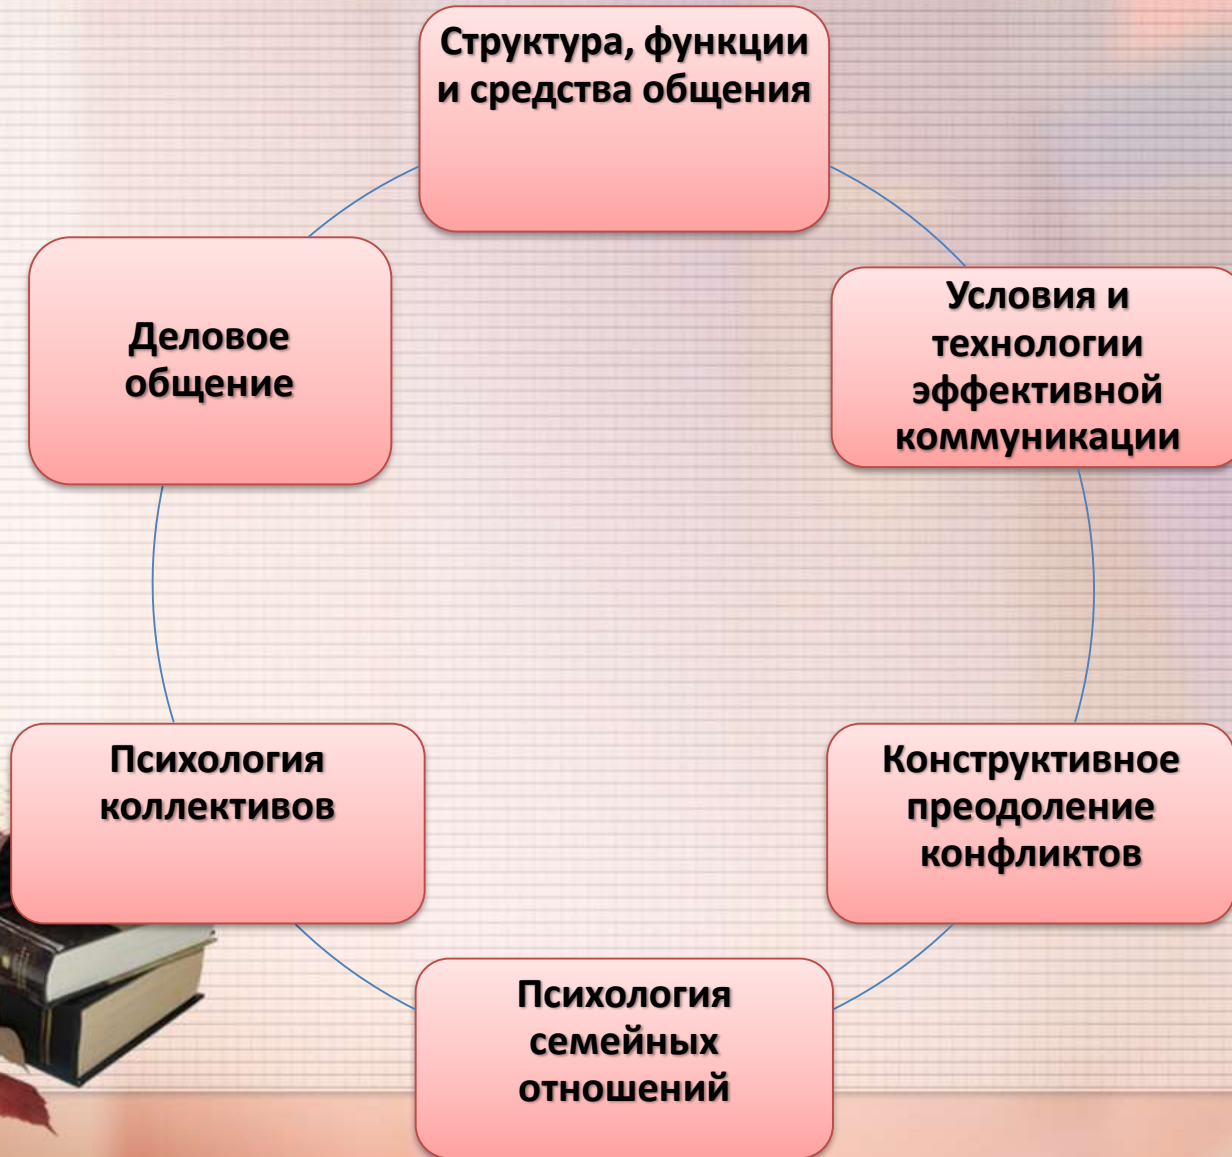 Структура, функции
и средства общения
Условия и
технологии
эффективной
коммуникации
Конструктивное
преодоление
конфликтов
Психология
семейных
отношений
Психология
коллективов
Деловое
общение